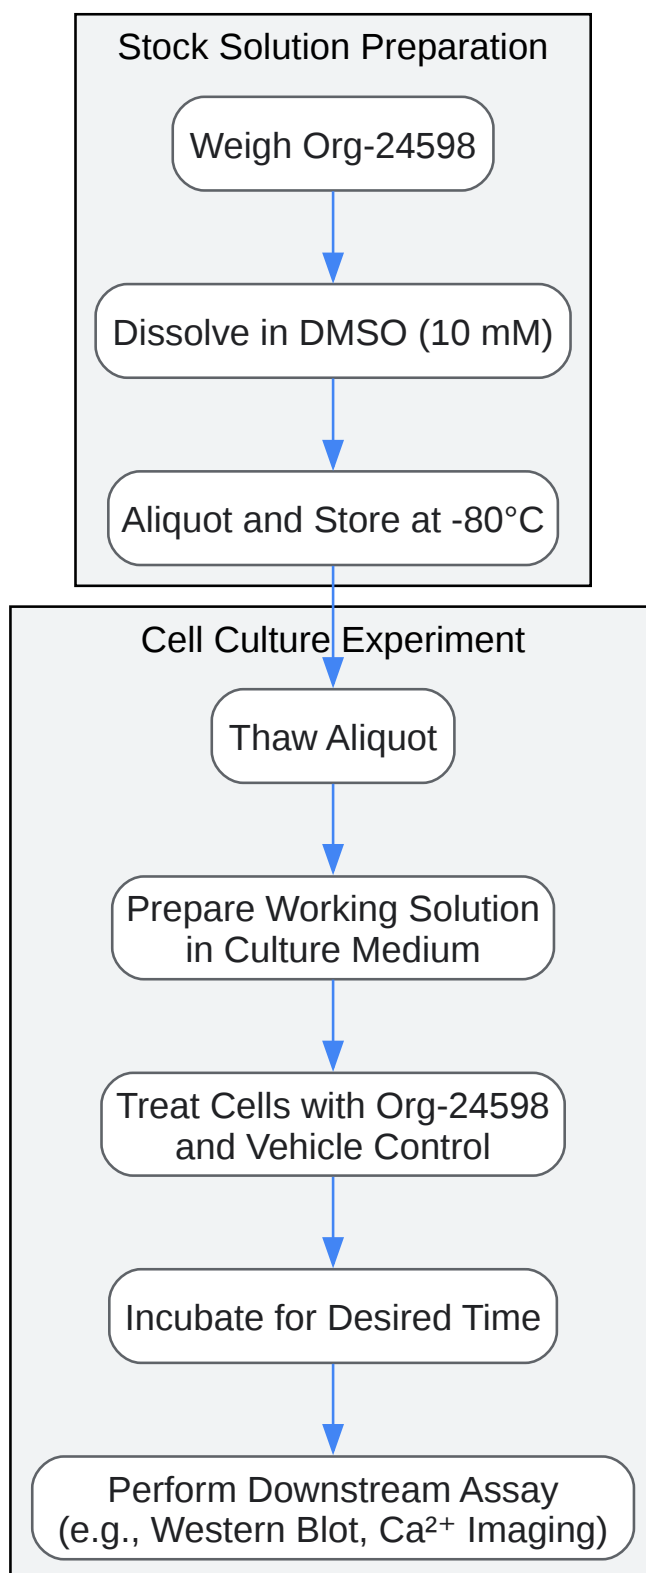 Stock Solution Preparation
Weigh Org-24598
Dissolve in DMSO (10 mM)
Aliquot and Store at -80°C
Cell Culture Experiment
Thaw Aliquot
Prepare Working Solution
in Culture Medium
Treat Cells with Org-24598
and Vehicle Control
Incubate for Desired Time
Perform Downstream Assay
(e.g., Western Blot, Ca²⁺ Imaging)